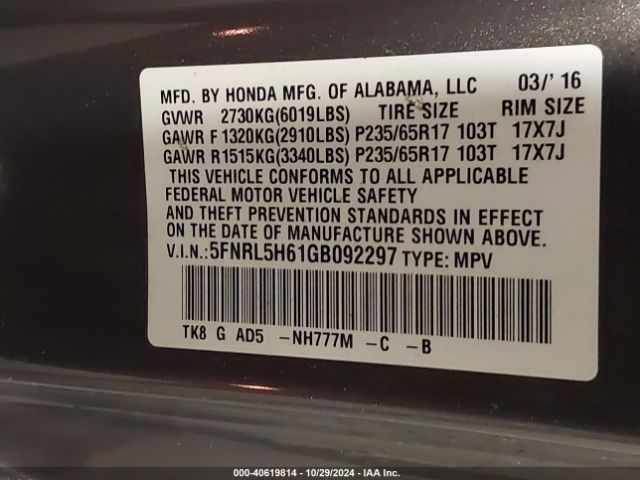 MFD. BY HONDA MFG. OF ALABAMA, LLC 03/' 16
GVWR 2730KG(6019LBS) TIRE SIZE RIM SIZE
GAWR F 1320KG(2910LBS) P235/65R17 103T 17X7J
GAWR R1515KG(3340LBS) P235/65R17 103T 17X7J
THIS VEHICLE CONFORMS TO ALL APPLICABLE
FEDERAL MOTOR VEHICLE SAFETY
AND THEFT PREVENTION STANDARDS IN EFFECT
ON THE DATE OF MANUFACTURE SHOWN ABOVE.
V.I.N.:5FNRL5H61GB092297 TYPE: MPV
TK8 G AD5 -NH777M -C -B
000-40619814 - 10/29/2024 - IAA Inc.